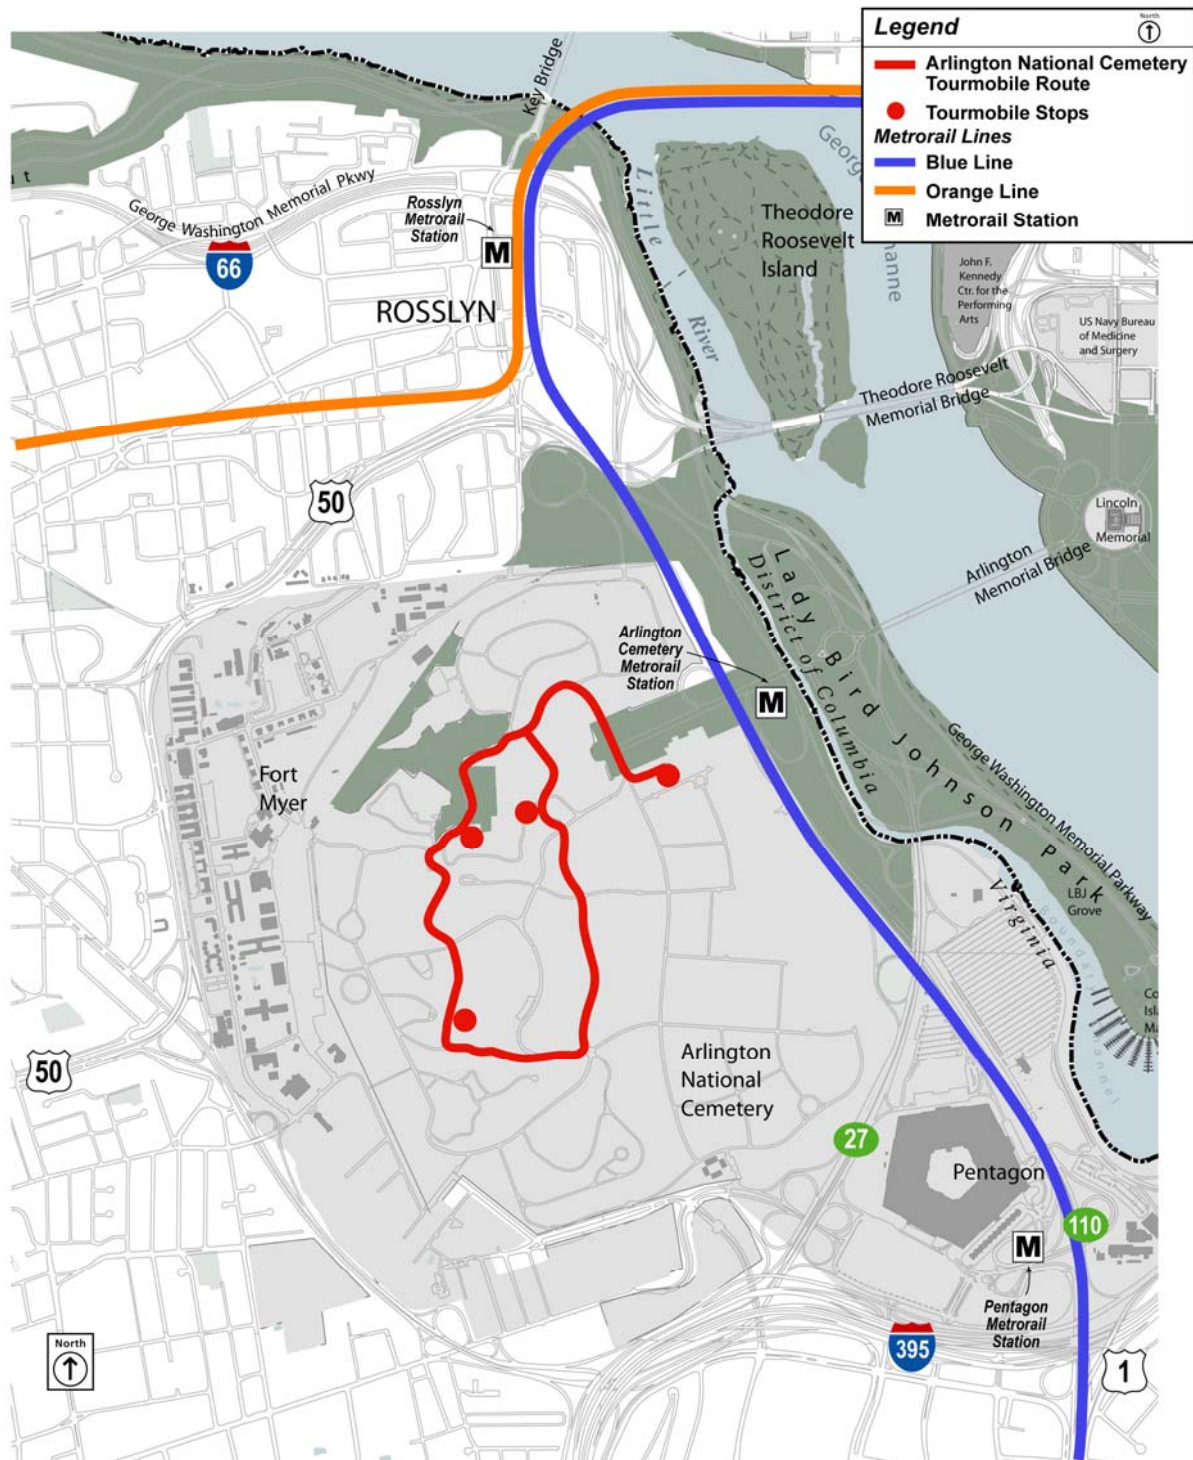 Legend
North
Arlington National Cemetery
Tourmobile Route
Tourmobile Stops
Metrorail Lines
Blue Line
Orange Line
M
Metrorail Station
Key Bridge
u t
George Washington Memorial Pkwy
66
Rosslyn
Metrorail
Station
M
ROSSLYN
Little
River
Theodore
Roosevelt
Island
John F.
Kennedy
Ctr. for the
Performing
Arts
US Navy Bureau
of Medicine
and Surgery
Theodore Roosevelt
Memorial Bridge
50
Lincoln
Memorial
Arlington
Memorial Bridge
Lady Bird Johnson Park
District of Columbia
Arlington
Cemetery
Metrorail
Station
M
George Washington Memorial Parkway
Fort
Myer
LBJ
Grove
Virginia
50
Arlington
National
Cemetery
27
Pentagon
110
M
Pentagon
Metrorail
Station
North
395
1